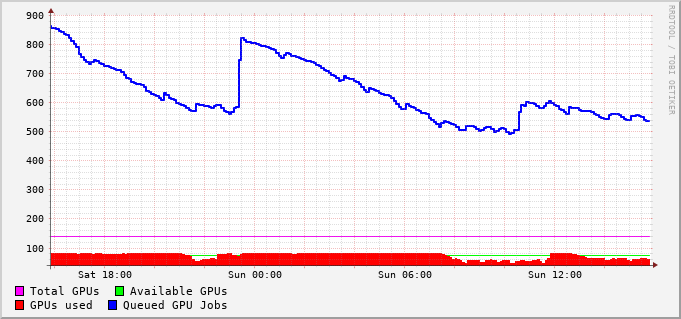 900
800
700
600
500
400
300
200
100
Sat 18:00 Sun 00:00 Sun 06:00 Sun 12:00
Total GPUs Available GPUs
GPUs used Queued GPU Jobs
RRDTOOL / TOBI OETIKER